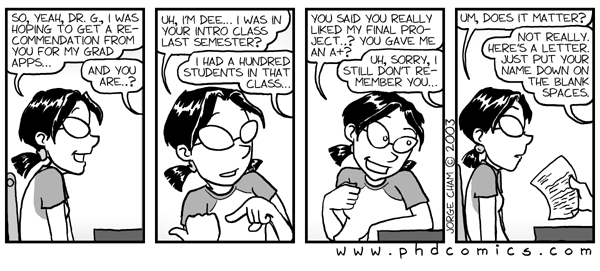 SO, YEAH, DR. G., I WAS
HOPING TO GET A RE-
COMMENDATION FROM
YOU FOR MY GRAD
APPS...
AND YOU
ARE..?
UH, I'M DEE... I WAS IN
YOUR INTRO CLASS
LAST SEMESTER?
I HAD A HUNDRED
STUDENTS IN THAT
CLASS...
YOU SAID YOU REALLY
LIKED MY FINAL PRO-
JECT..? YOU GAVE ME
AN A+?
UH, SORRY, I
STILL DON'T RE-
MEMBER YOU...
UM, DOES IT MATTER?
NOT REALLY.
HERE'S A LETTER.
JUST PUT YOUR
NAME DOWN ON
THE BLANK
SPACES.
JORGE CHAM © 2003
www.phdcomics.com